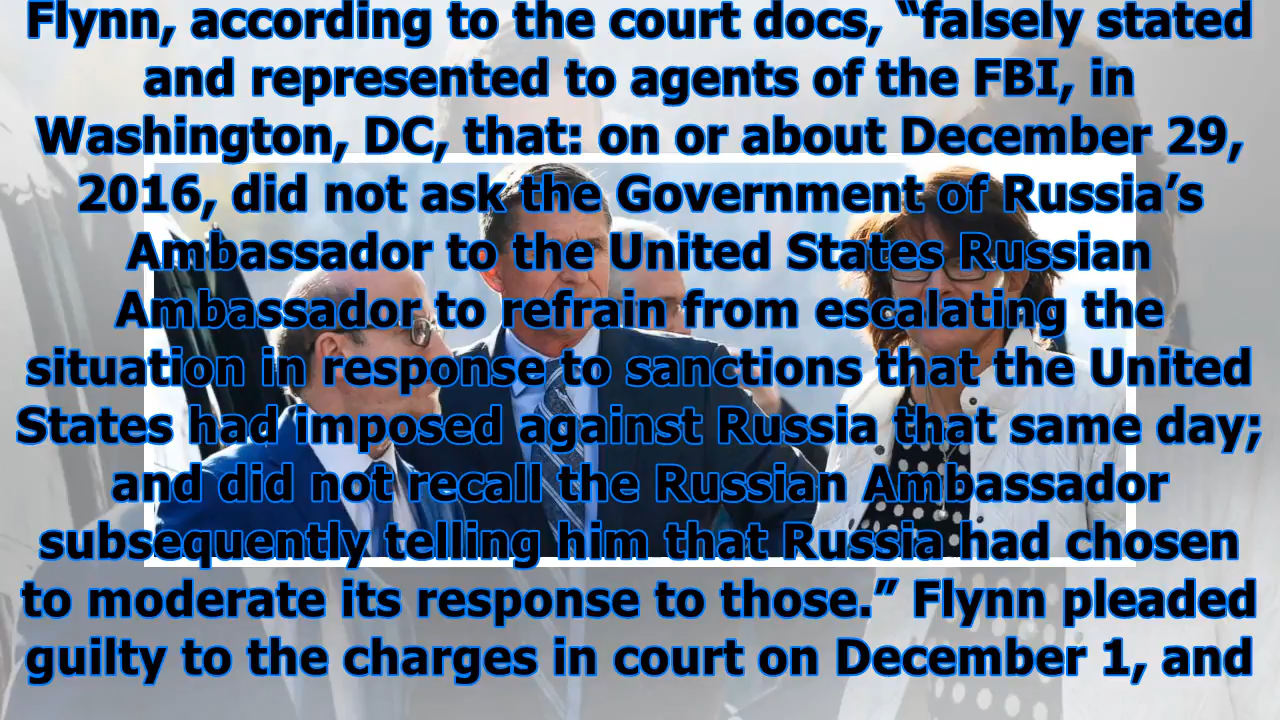 Flynn, according to the court docs, “falsely stated
and represented to agents of the FBI, in
Washington, DC, that: on or about December 29,
2016, did not ask the Government of Russia’s
Ambassador to the United States Russian
Ambassador to refrain from escalating the
situation in response to sanctions that the United
States had imposed against Russia that same day;
and did not recall the Russian Ambassador
subsequently telling him that Russia had chosen
to moderate its response to those.” Flynn pleaded
guilty to the charges in court on December 1, and